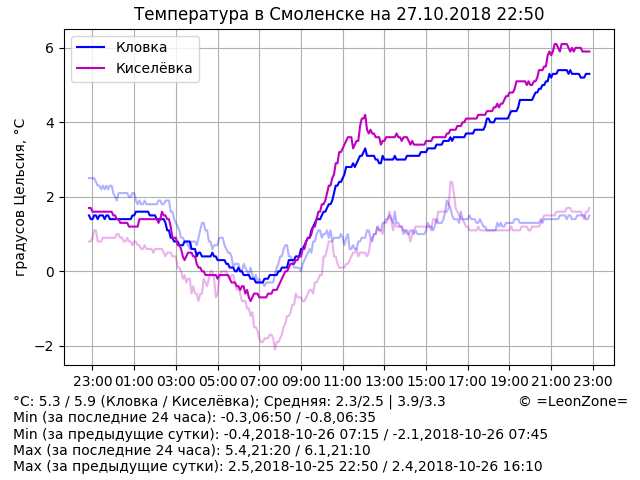 Температура в Смоленске на 27.10.2018 22:50
Кловка
Киселёвка
градусов Цельсия, °C
6
4
2
0
−2
23:00 01:00 03:00 05:00 07:00 09:00 11:00 13:00 15:00 17:00 19:00 21:00 23:00
°C: 5.3 / 5.9 (Кловка / Киселёвка); Средняя: 2.3/2.5 | 3.9/3.3 © =LeonZone=
Min (за последние 24 часа): -0.3,06:50 / -0.8,06:35
Min (за предыдущие сутки): -0.4,2018-10-26 07:15 / -2.1,2018-10-26 07:45
Max (за последние 24 часа): 5.4,21:20 / 6.1,21:10
Max (за предыдущие сутки): 2.5,2018-10-25 22:50 / 2.4,2018-10-26 16:10